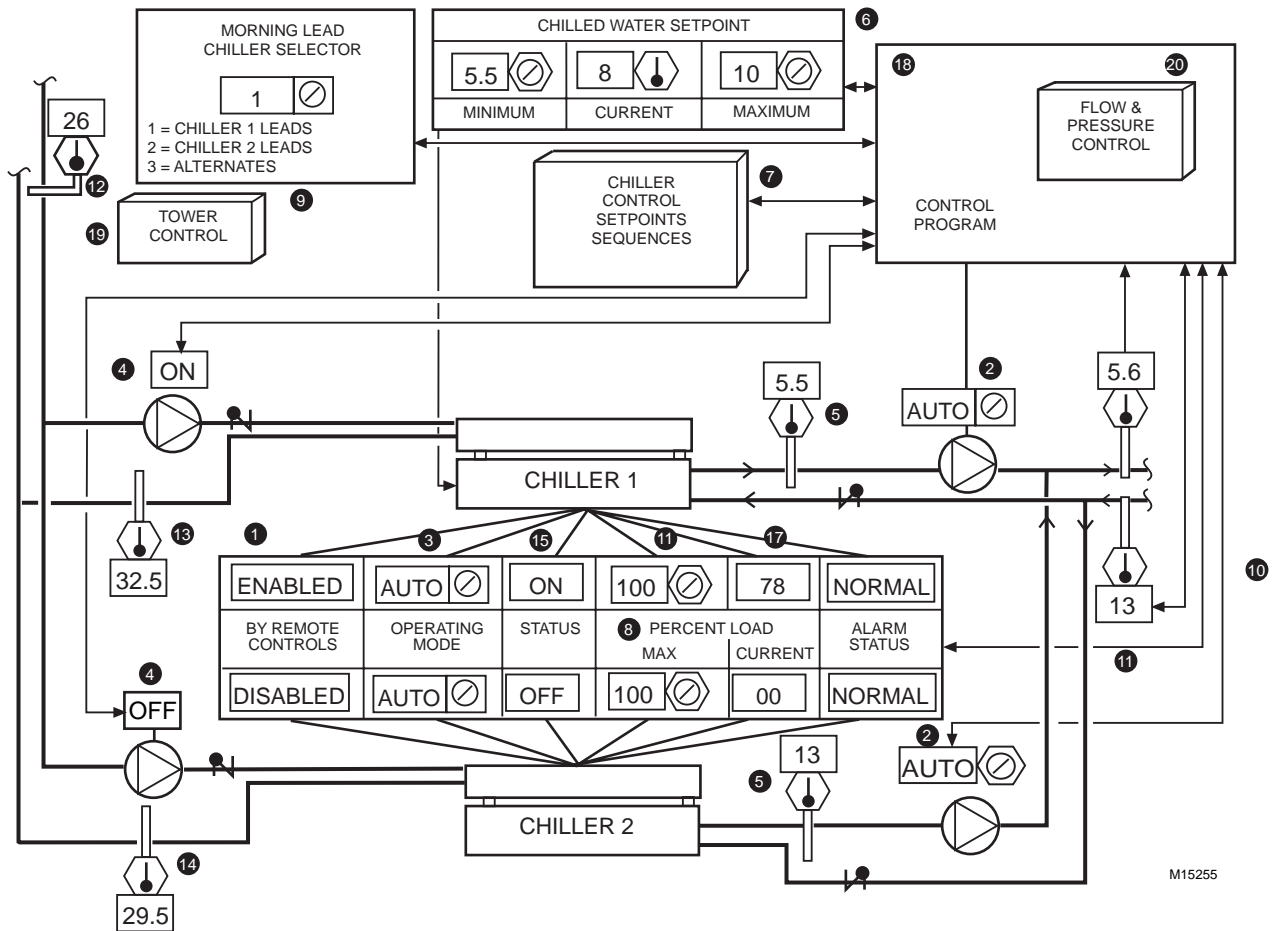 MORNING LEAD
CHILLER SELECTOR
1
1 = CHILLER 1 LEADS
2 = CHILLER 2 LEADS
3 = ALTERNATES
9
CHILLED WATER SETPOINT
6
5.5
8
10
MINIMUM
CURRENT
MAXIMUM
18
20
FLOW &
PRESSURE
CONTROL
CONTROL
PROGRAM
26
12
19
TOWER
CONTROL
7
CHILLER
CONTROL
SETPOINTS
SEQUENCES
4
ON
5.5
5
2
AUTO
5.6
CHILLER 1
13
32.5
1
3
15
11
17
ENABLED
AUTO
ON
100
78
NORMAL
BY REMOTE
CONTROLS
OPERATING
MODE
STATUS
8
PERCENT LOAD
MAX
CURRENT
ALARM
STATUS
DISABLED
AUTO
OFF
100
00
NORMAL
13
10
11
4
OFF
2
AUTO
13
5
CHILLER 2
14
29.5
M15255